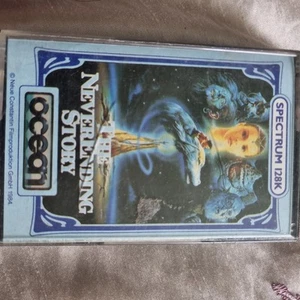 SPECTRUM 128K
THE
NEVERENDING
STORY
ocean
© Neue Constantin Filmproduktion GmbH 1984